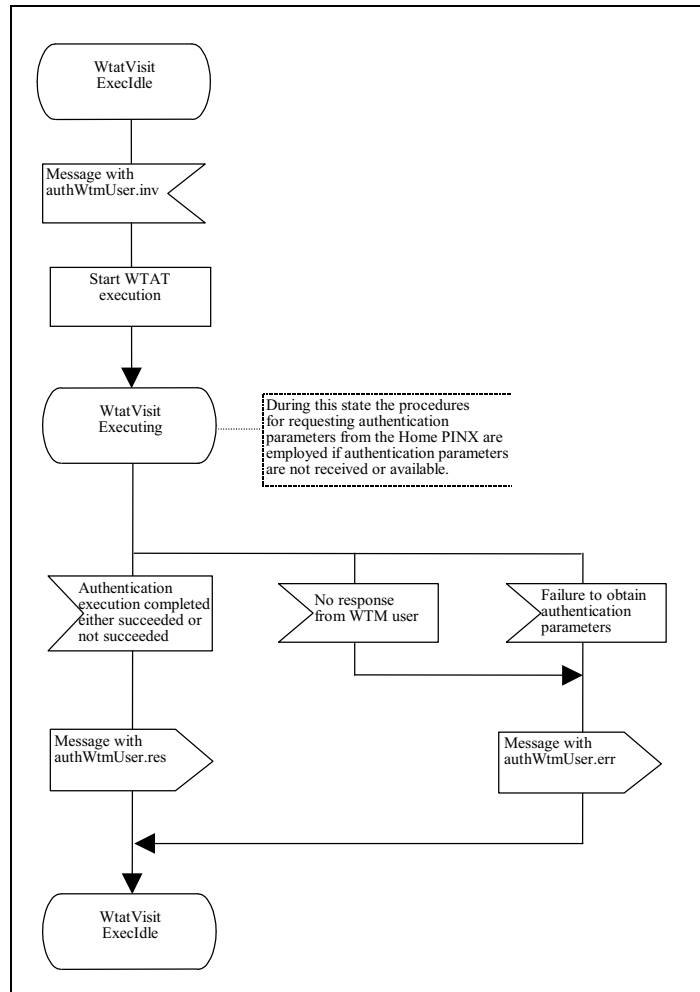 WtatVisit
ExecIdle
Message with
authWtmUser.inv
Start WTAT
execution
WtatVisit
Executing
During this state the procedures
for requesting authentication
parameters from the Home PINX are
employed if authentication parameters
are not received or available.
Authentication
execution completed
either succeeded or
not succeeded
No response
from WTM user
Failure to obtain
authentication
parameters
Message with
authWtmUser.res
Message with
authWtmUser.err
WtatVisit
ExecIdle